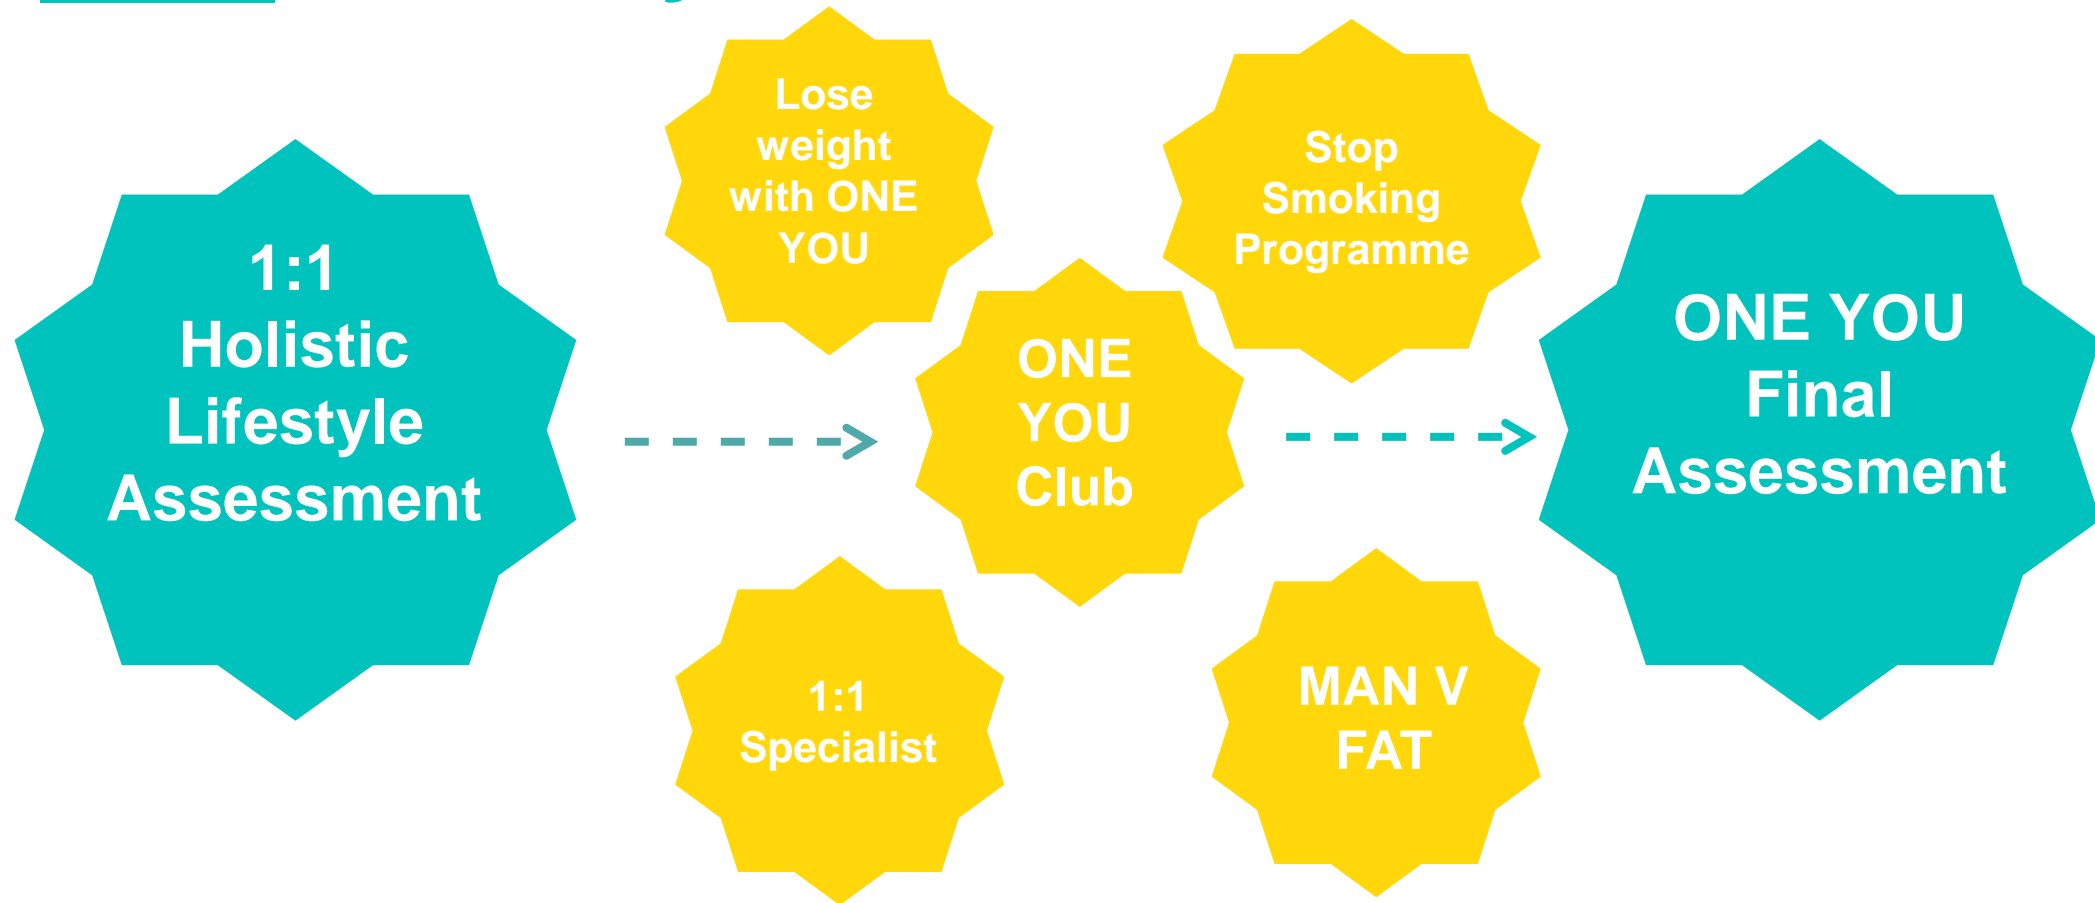 1:1
Holistic
Lifestyle
Assessment
Lose
weight
with ONE
YOU
Stop
Smoking
Programme
ONE
YOU
Club
1:1
Specialist
MAN V
FAT
ONE YOU
Final
Assessment